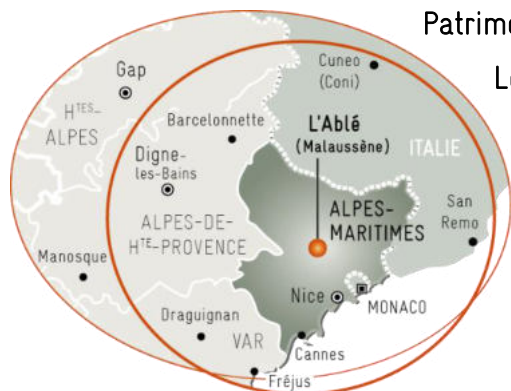 Patrim
Le
Cuneo
(Coni)
Gap
HTES-
ALPES
Barcelonnette
L'Ablé
(Malaussène)
ITALIE
Digne-
les-Bains
ALPES-
MARITIMES
San
Remo
ALPES-DE-
HTE-PROVENCE
Manosque
Nice
MONACO
Draguignan
VAR
Cannes
Fréjus